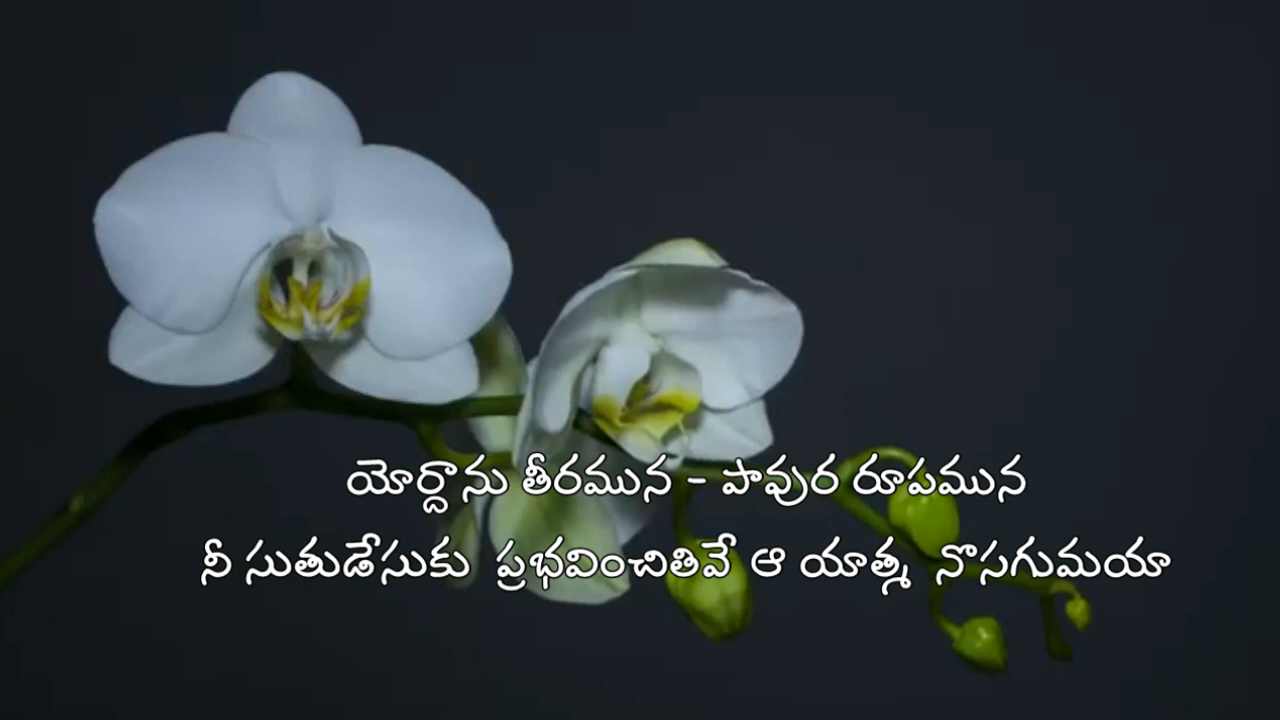 యోర్దాను తీరమున - పావుర రూపమున
నీ సుతుడేసుకు ప్రభవించితివే ఆ యాత్మ నొసగుమయా